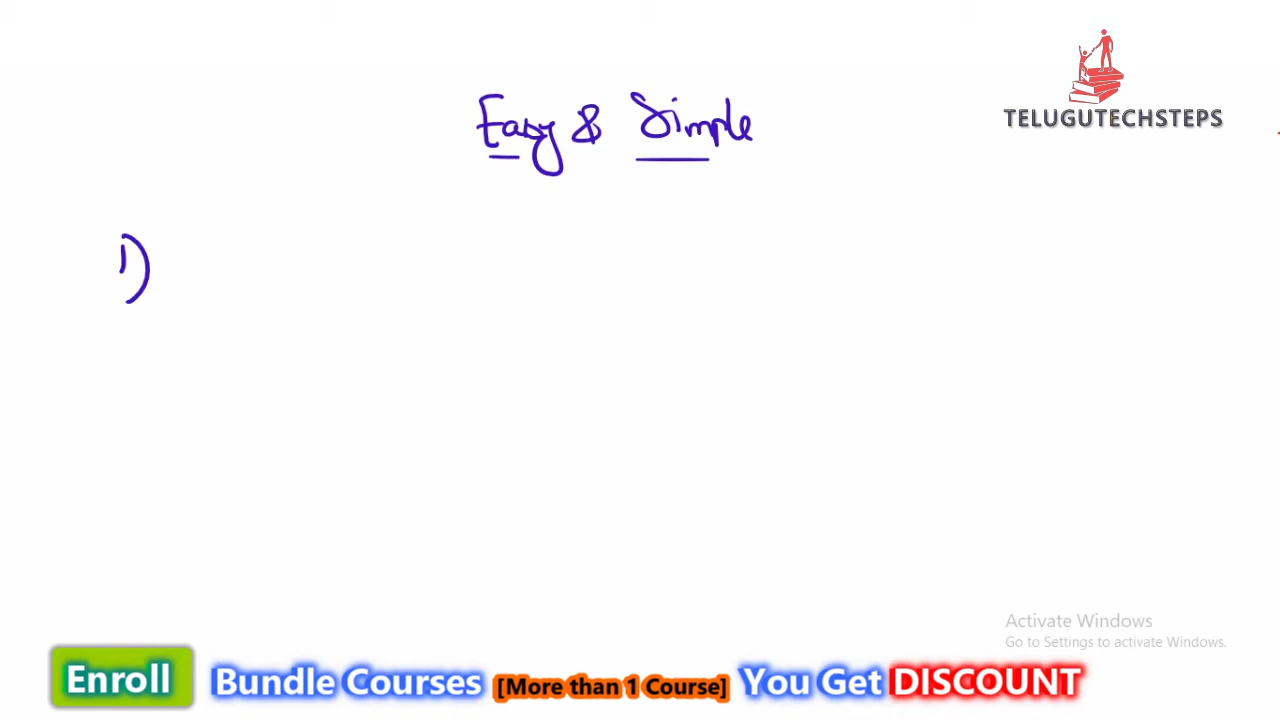 TELUGUTECHSTEPS
Easy & Simple
1)
Activate Windows
Go to Settings to activate Windows.
Enroll Bundle Courses [More than 1 Course] You Get DISCOUNT